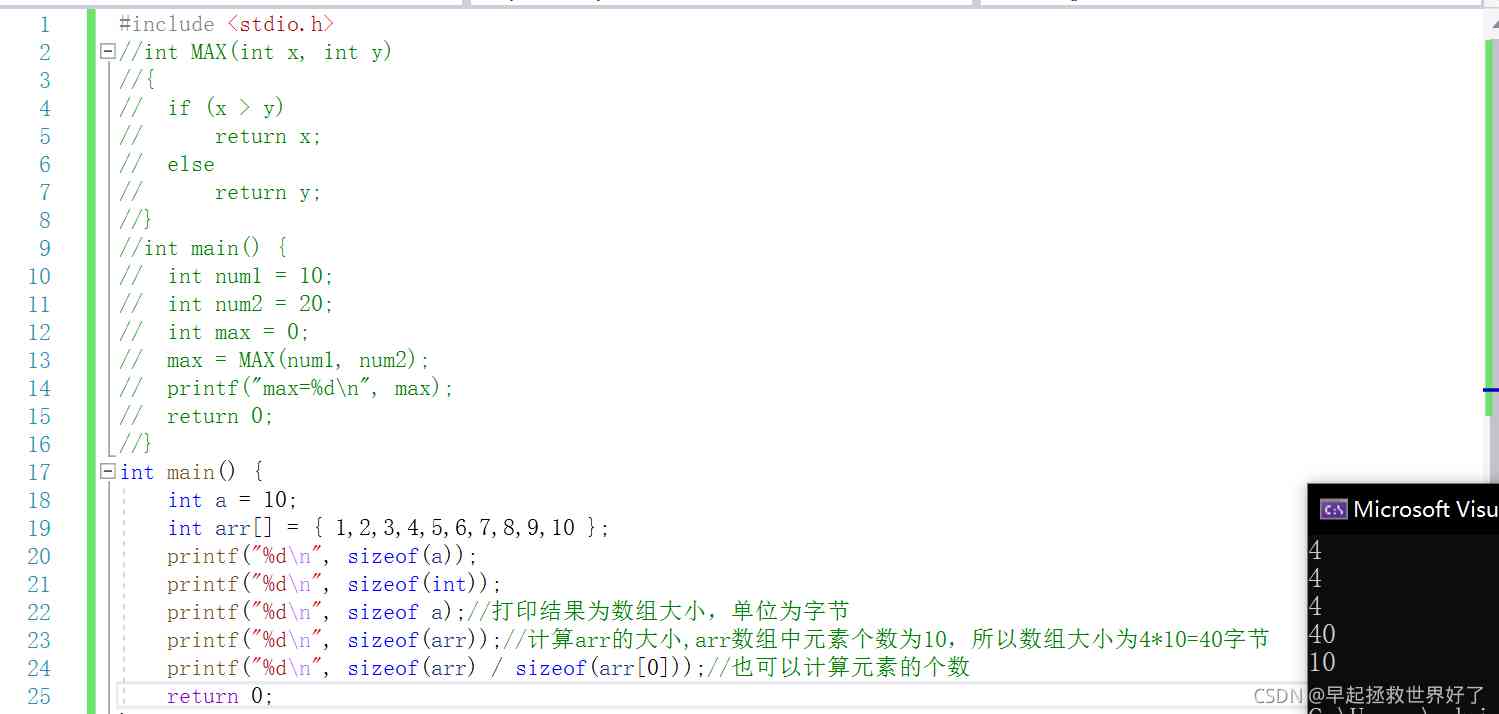 1 #include <stdio.h>
2 //int MAX(int x, int y)
3 //{
4 //  if (x > y)
5 //      return x;
6 //  else
7 //      return y;
8 //}
9 //int main() {
10 //  int num1 = 10;
11 //  int num2 = 20;
12 //  int max = 0;
13 //  max = MAX(num1, num2);
14 //  printf("max=%d\n", max);
15 //  return 0;
16 //}
17 int main() {
18     int a = 10;
19     int arr[] = { 1,2,3,4,5,6,7,8,9,10 };
20     printf("%d\n", sizeof(a));
21     printf("%d\n", sizeof(int));
22     printf("%d\n", sizeof a);//打印结果为数组大小，单位为字节
23     printf("%d\n", sizeof(arr));//计算arr的大小,arr数组中元素个数为10，所以数组大小为4*10=40字节
24     printf("%d\n", sizeof(arr) / sizeof(arr[0]));//也可以计算元素的个数
25     return 0;
Microsoft Visu
4
4
4
40
10
CSDN @早起拯救世界好了